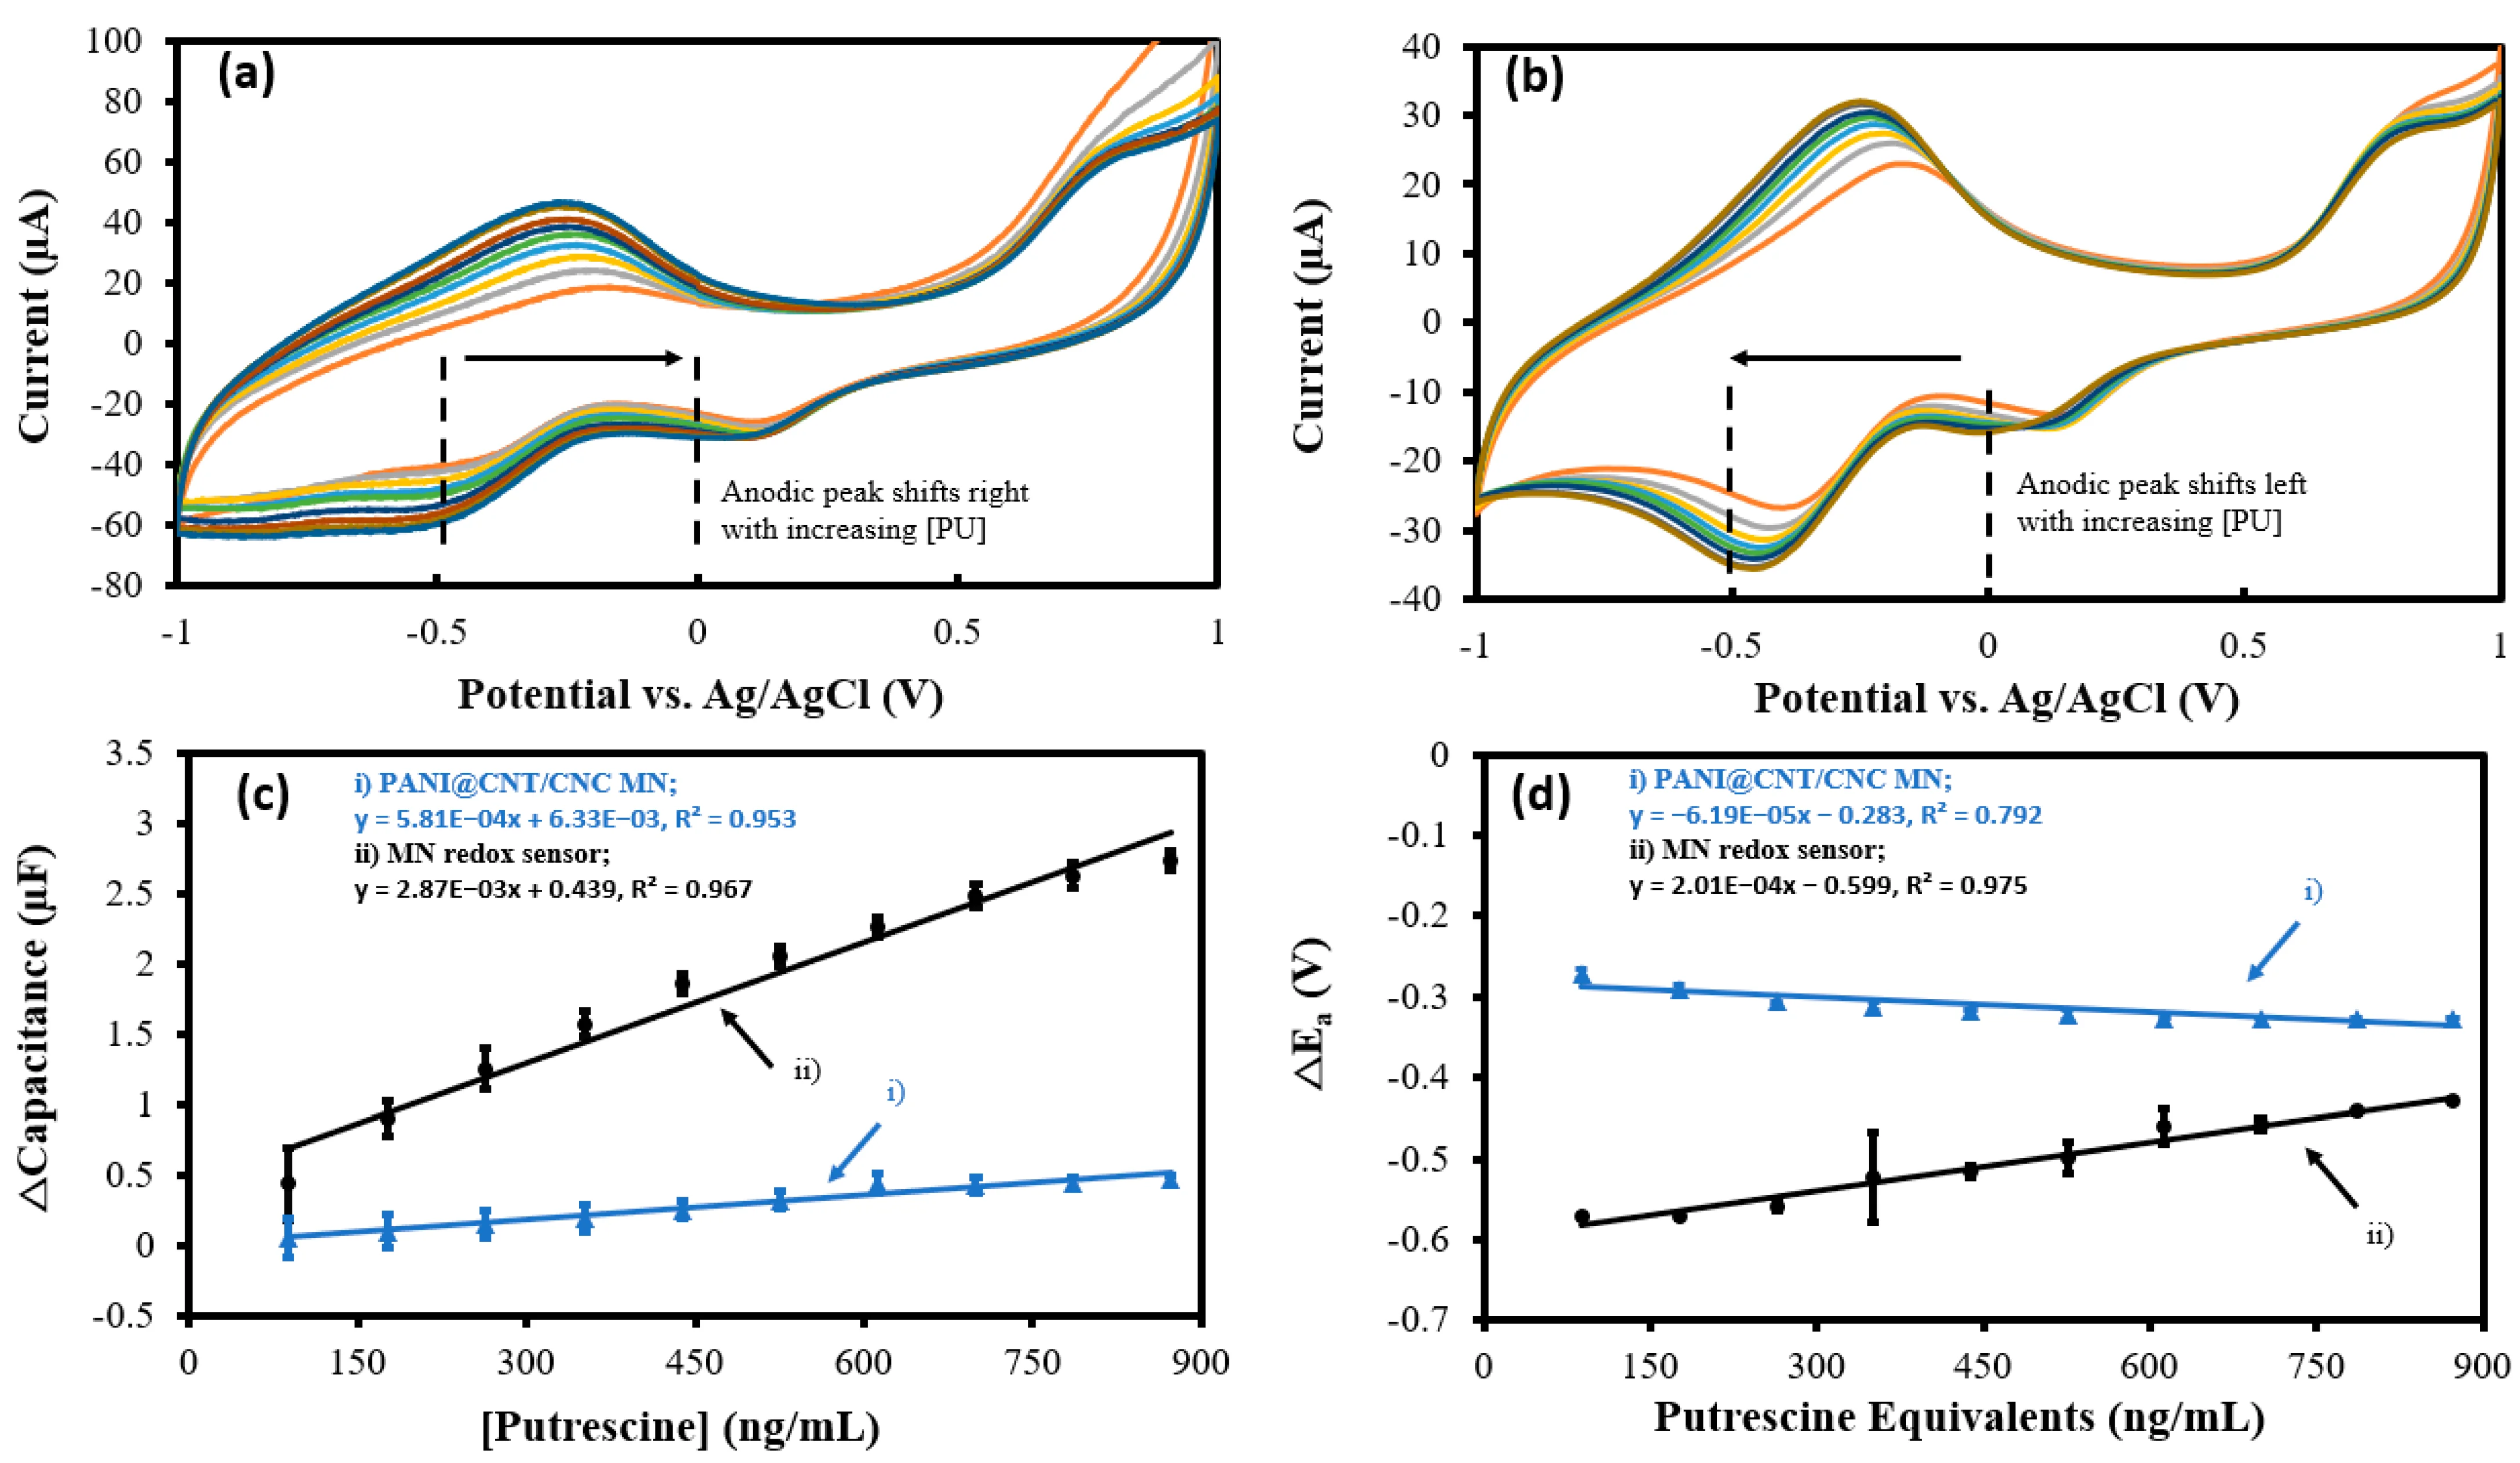 (a)
100
80
60
40
20
0
-20
-40
-60
-80
Current (µA)
Anodic peak shifts right
with increasing [PU]
-1
-0.5
0
0.5
1
Potential vs. Ag/AgCl (V)
(b)
40
30
20
10
0
-10
-20
-30
-40
Current (µA)
Anodic peak shifts left
with increasing [PU]
-1
-0.5
0
0.5
1
Potential vs. Ag/AgCl (V)
(c)
i) PANI@CNT/CNC MN;
y = 5.81E−04x + 6.33E−03, R² = 0.953
ii) MN redox sensor;
y = 2.87E−03x + 0.439, R² = 0.967
3.5
3
2.5
2
1.5
1
0.5
0
-0.5
△Capacitance (µF)
ii)
i)
0
150
300
450
600
750
900
[Putrescine] (ng/mL)
(d)
i) PANI@CNT/CNC MN;
y = −6.19E−05x − 0.283, R² = 0.792
ii) MN redox sensor;
y = 2.01E−04x − 0.599, R² = 0.975
0
-0.1
-0.2
-0.3
-0.4
-0.5
-0.6
-0.7
△Ea (V)
i)
ii)
0
150
300
450
600
750
900
Putrescine Equivalents (ng/mL)